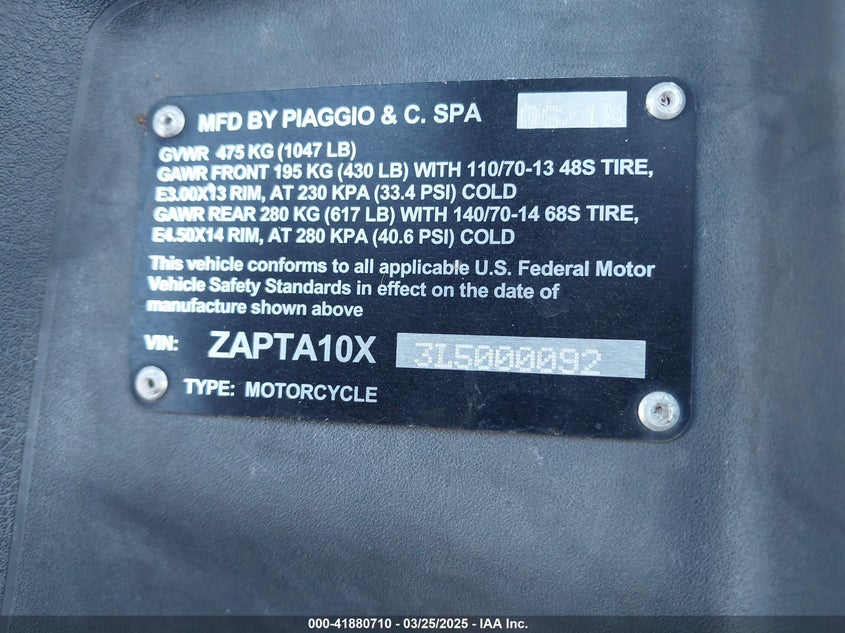 MFD BY PIAGGIO & C. SPA
GVWR 475 KG (1047 LB)
GAWR FRONT 195 KG (430 LB) WITH 110/70-13 48S TIRE,
E3.00X13 RIM, AT 230 KPA (33.4 PSI) COLD
GAWR REAR 280 KG (617 LB) WITH 140/70-14 68S TIRE,
E4.50X14 RIM, AT 280 KPA (40.6 PSI) COLD
This vehicle conforms to all applicable U.S. Federal Motor
Vehicle Safety Standards in effect on the date of
manufacture shown above
VIN: ZAPTA10X 3L5000092
TYPE: MOTORCYCLE
000-41880710 / 03/25/2025 - IAA Inc.